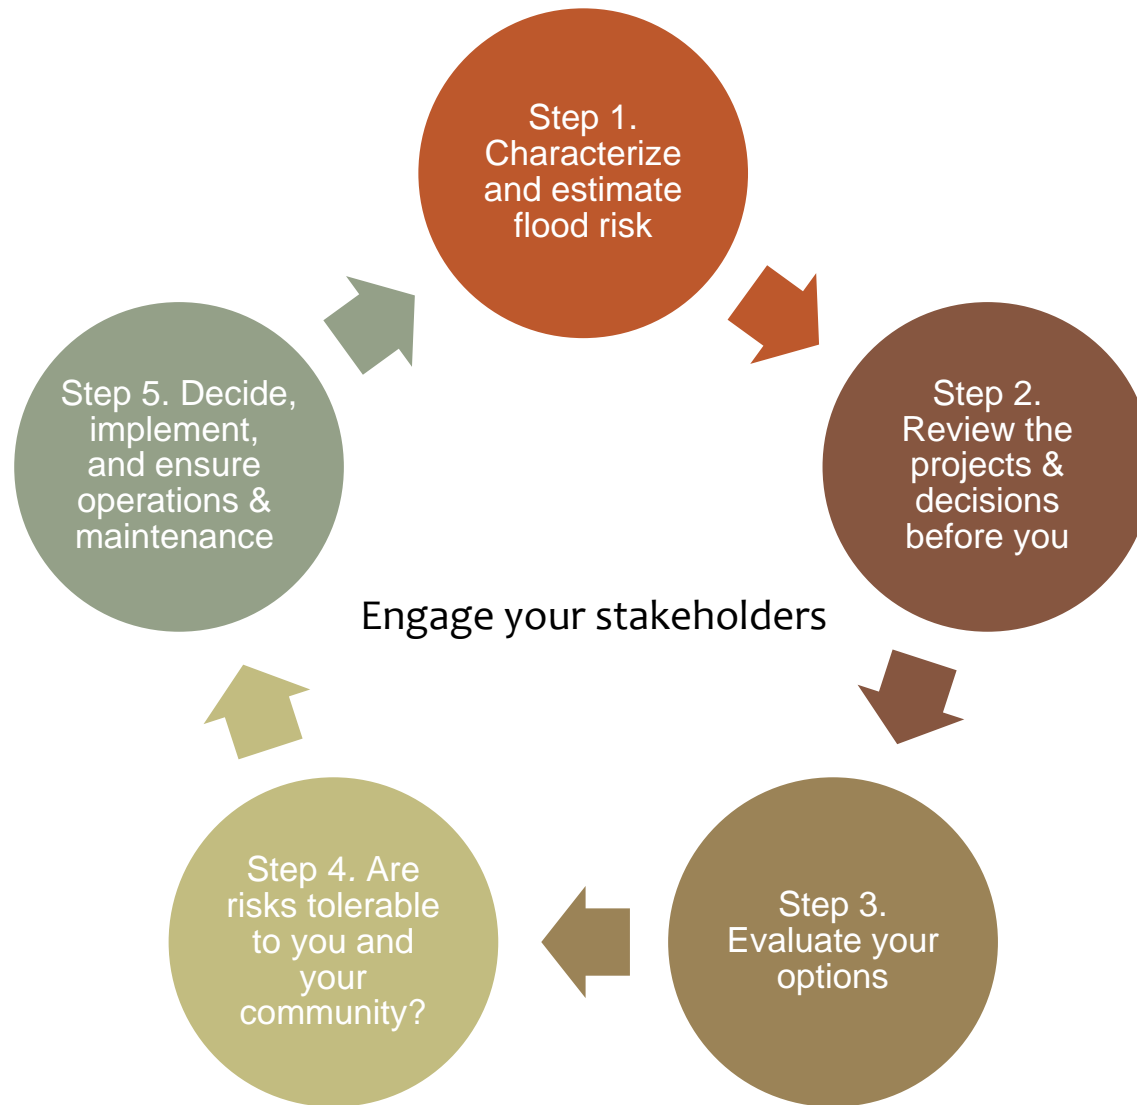 Step 1.
Characterize
and estimate
flood risk
Step 2.
Review the
projects &
decisions
before you
Step 3.
Evaluate your
options
Step 4. Are
risks tolerable
to you and
your
community?
Step 5. Decide,
implement,
and ensure
operations &
maintenance
Engage your stakeholders